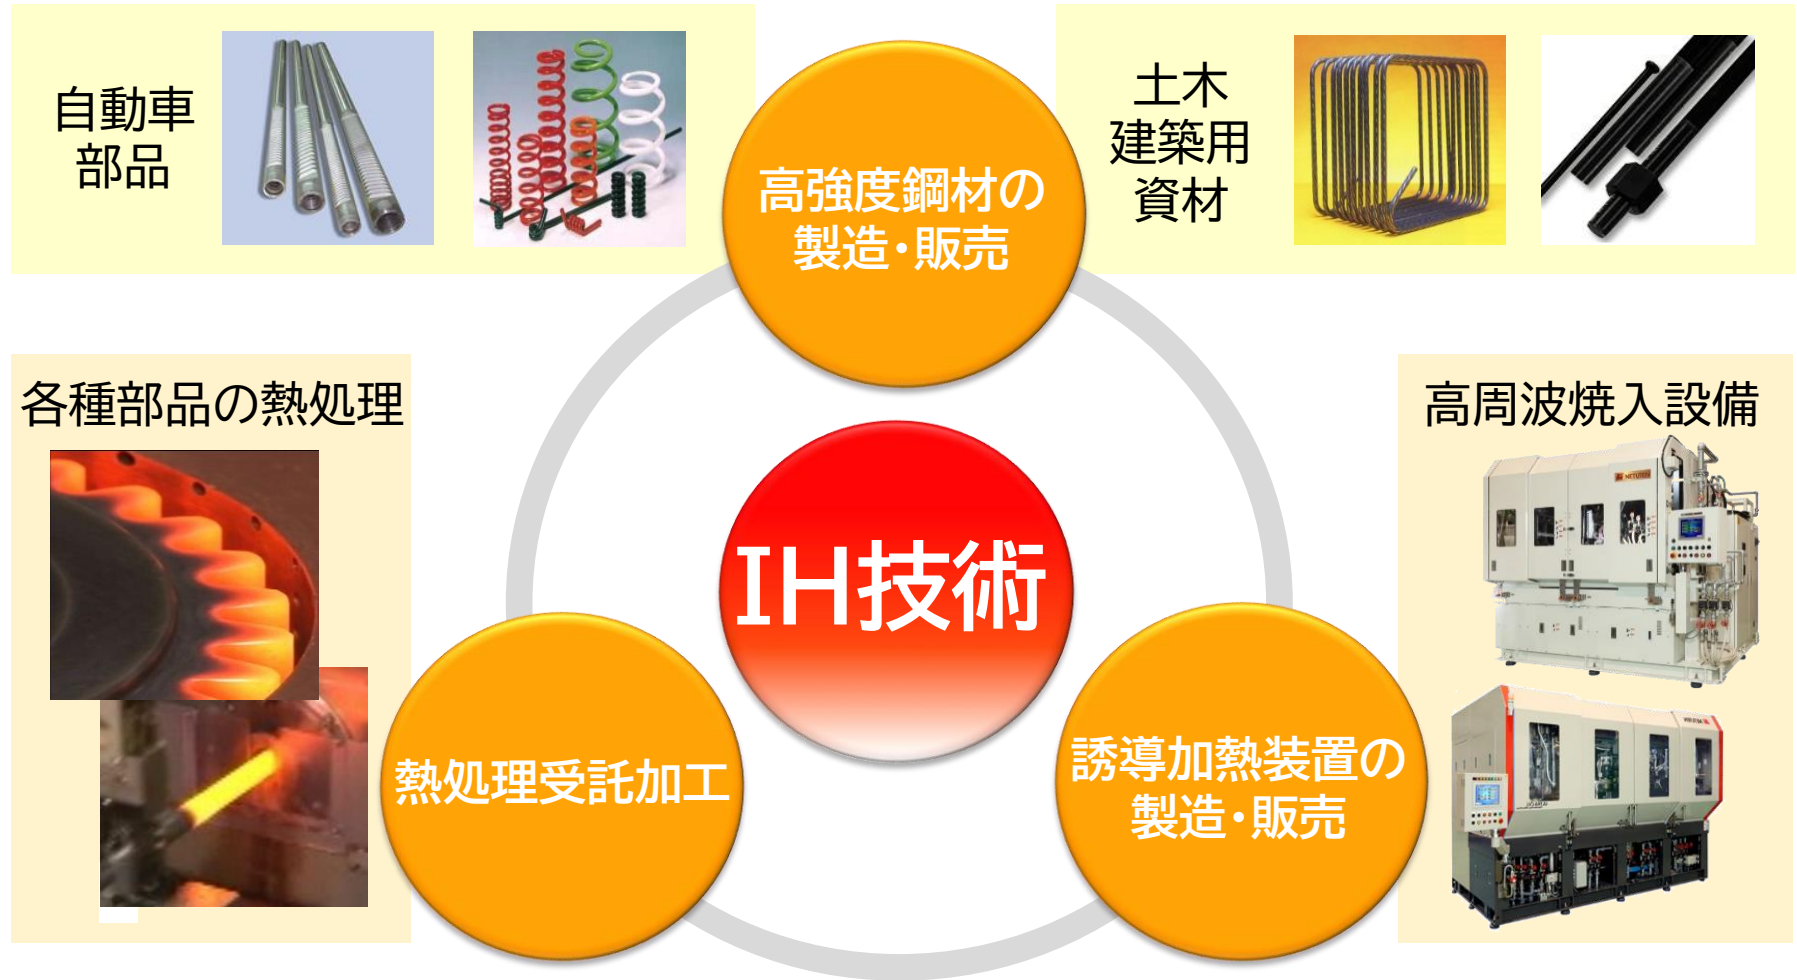 自動車
部品
高強度鋼材の
製造・販売
土木
建築用
資材
各種部品の熱処理
IH技術
高周波焼入設備
NETUREN
熱処理受託加工
誘導加熱装置の
製造・販売